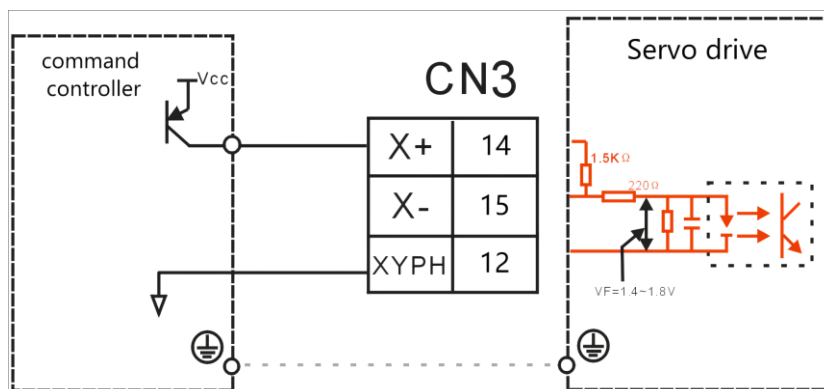 command
controller
Vcc
CN3
X+ 14
X- 15
XYPH 12
Servo drive
1.5KΩ
220Ω
VF=1.4~1.8V